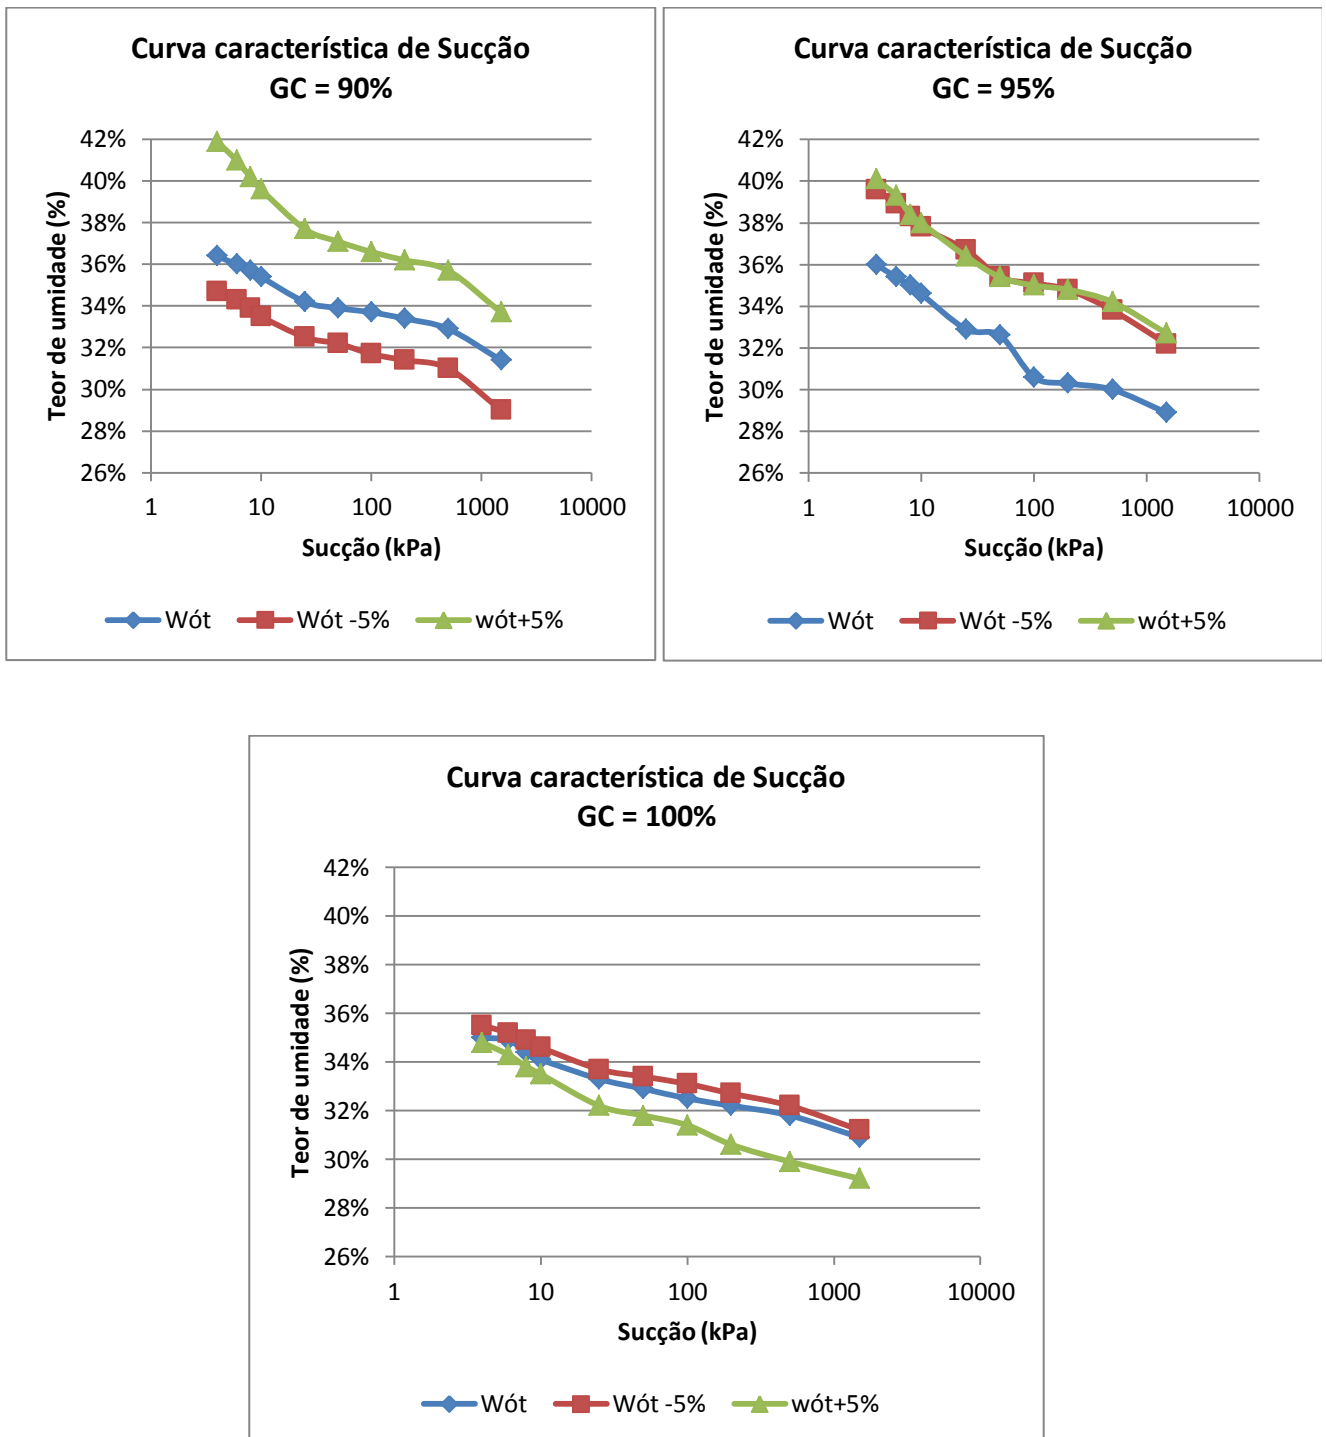 Curva característica de Sucção
GC = 90%
42%
40%
38%
36%
34%
32%
30%
28%
26%
Teor de umidade (%)
1 10 100 1000 10000
Sucção (kPa)
Wót Wót -5% wót+5%
Curva característica de Sucção
GC = 95%
42%
40%
38%
36%
34%
32%
30%
28%
26%
Teor de umidade (%)
1 10 100 1000 10000
Sucção (kPa)
Wót Wót -5% wót+5%
Curva característica de Sucção
GC = 100%
42%
40%
38%
36%
34%
32%
30%
28%
26%
Teor de umidade (%)
1 10 100 1000 10000
Sucção (kPa)
Wót Wót -5% wót+5%